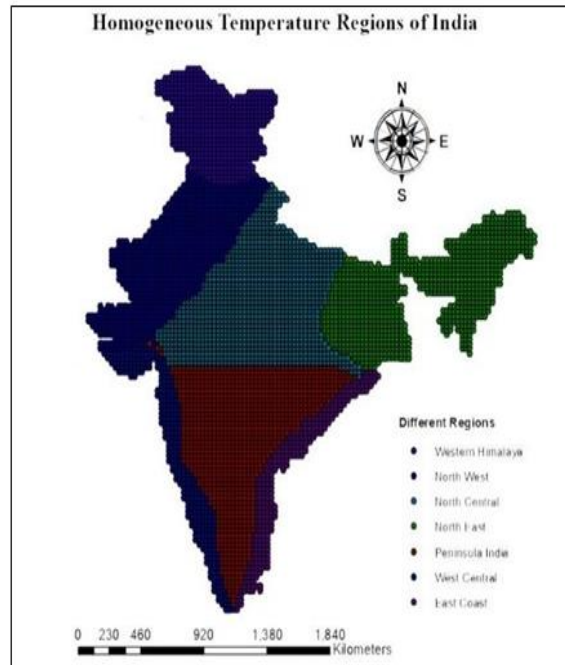 Homogeneous Temperature Regions of India
N
W E
S
Different Regions
Western Himalaya
North West
North Central
North East
Peninsula India
West Central
East Coast
0 230 460 920 1,380 1,840
Kilometers